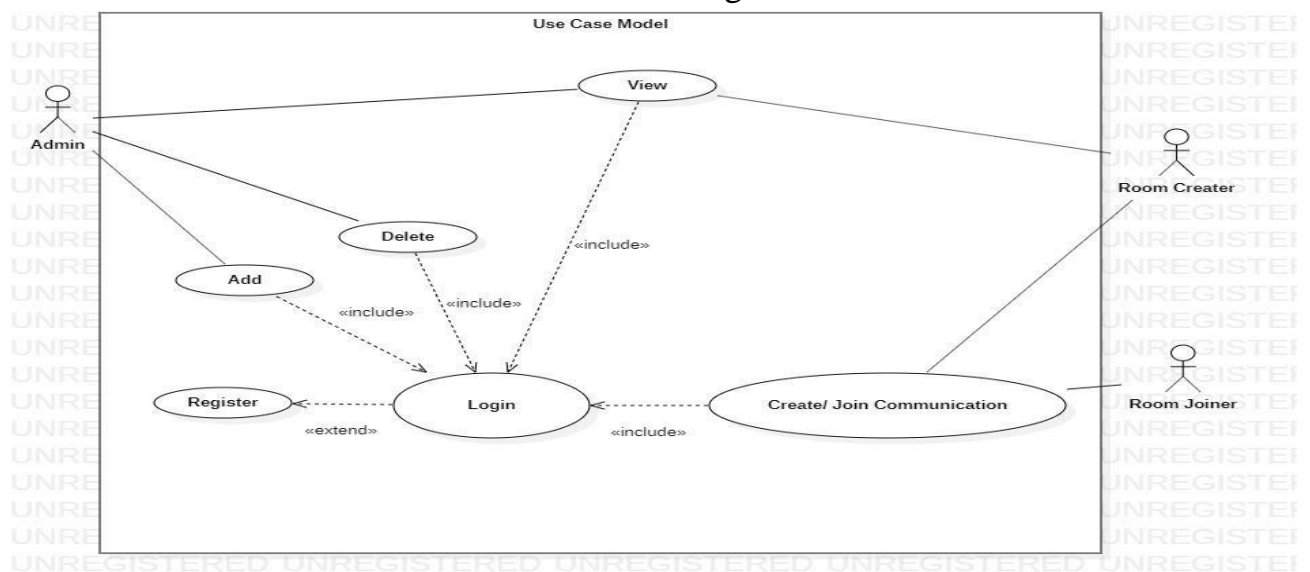 Use Case Model
View
Admin
Room Creater
Delete
«include»
Add
«include»
«include»
Register
Login
Create/ Join Communication
Room Joiner
«extend»
«include»
UNREGISTERED UNREGISTERED UNREGISTERED UNREGISTERED UNREGISTERED